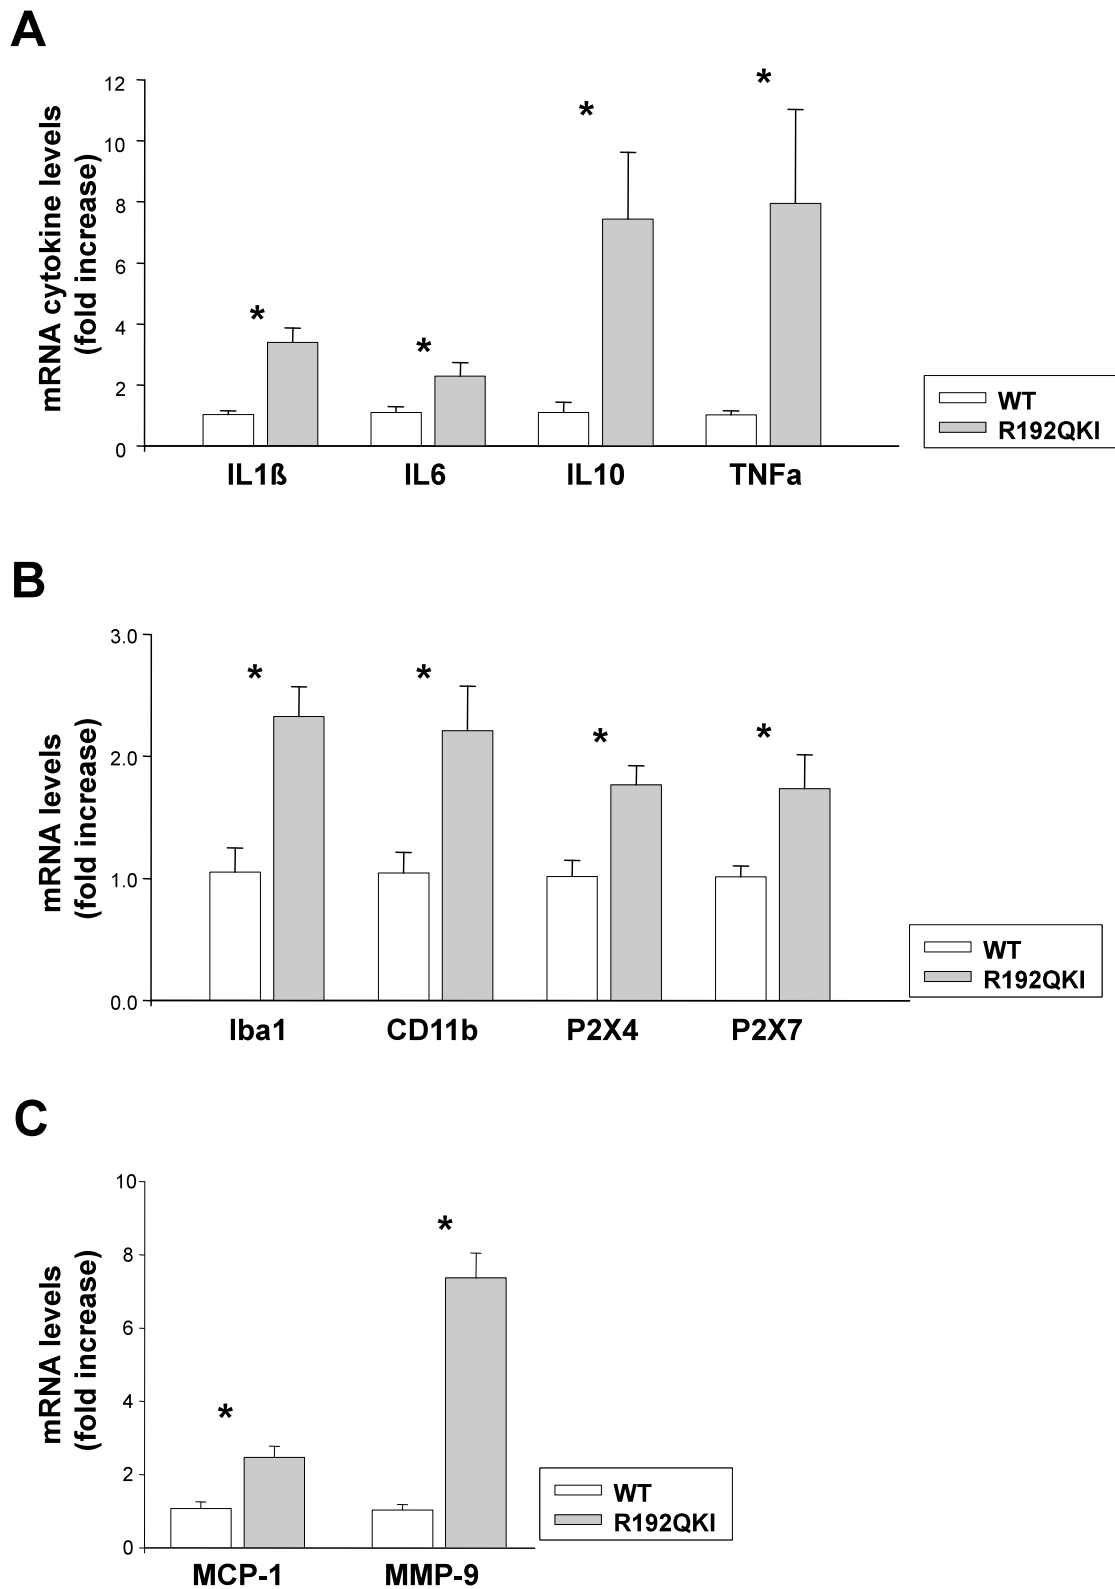 A
mRNA cytokine levels
(fold increase)
12
10
8
6
4
2
0
*
*
*
*
IL1ß
IL6
IL10
TNFa
WT
R192QKI
B
mRNA levels
(fold increase)
3.0
2.0
1.0
0.0
*
*
*
*
Iba1
CD11b
P2X4
P2X7
WT
R192QKI
C
mRNA levels
(fold increase)
10
8
6
4
2
0
*
*
MCP-1
MMP-9
WT
R192QKI